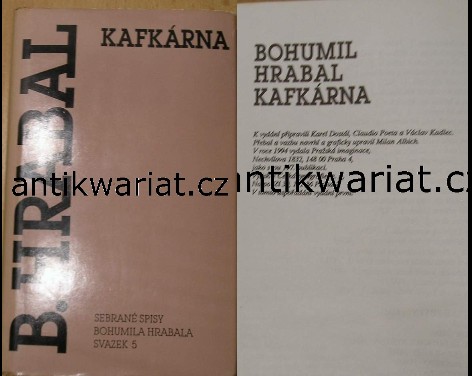 KAFKÁRNA
B. HRABAL
antikwariat.cz
SEBRANÉ SPISY
BOHUMILA HRABALA
SVAZEK 5
BOHUMIL
HRABAL
KAFKÁRNA
K vydání připravili Karel Dostál, Claudio Poeta a Václav Kadlec.
Přebal a vazbu navrhl a graficky upravil Milan Albich.
V roce 1994 vydala Pražská imaginace,
148 00 Praha 4,
antikwariat.cz